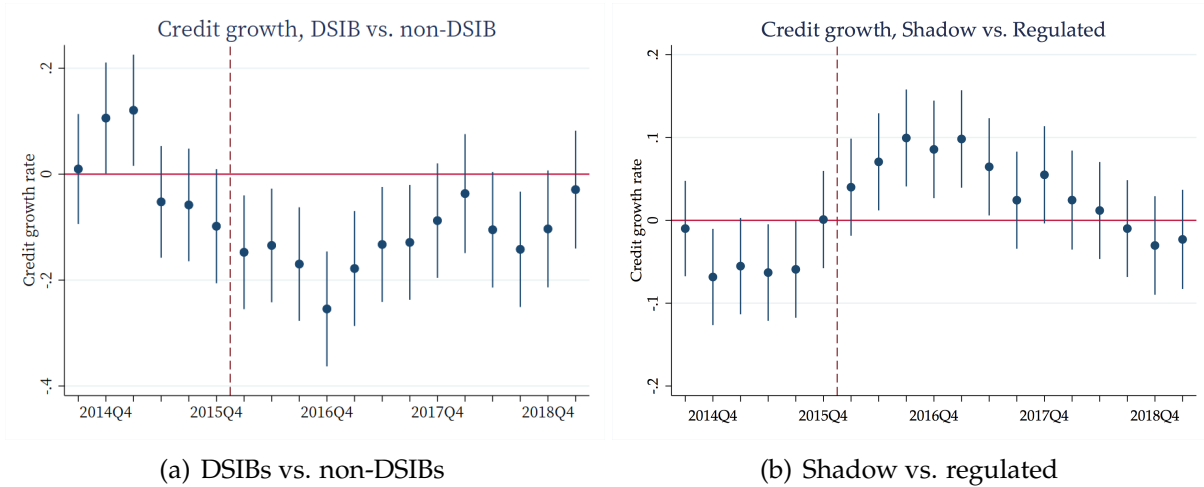 Credit growth, DSIB vs. non-DSIB
Credit growth rate
.2
0
-.2
-.4
2014Q4 2015Q4 2016Q4 2017Q4 2018Q4
(a) DSIBs vs. non-DSIBs
Credit growth, Shadow vs. Regulated
Credit growth rate
.2
.1
0
-.1
-.2
2014Q4 2015Q4 2016Q4 2017Q4 2018Q4
(b) Shadow vs. regulated